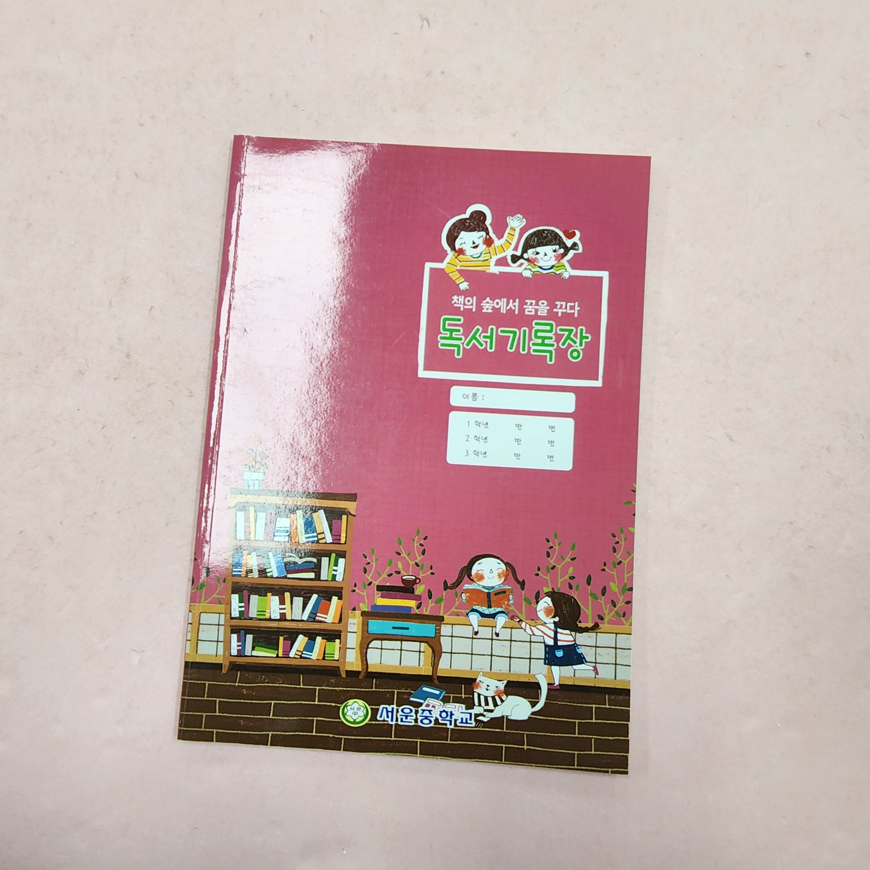 책의 숲에서 꿈을 꾸다
독서기록장
이름 :
1 학년 반 번
2 학년 반 번
3 학년 반 번
서운중학교